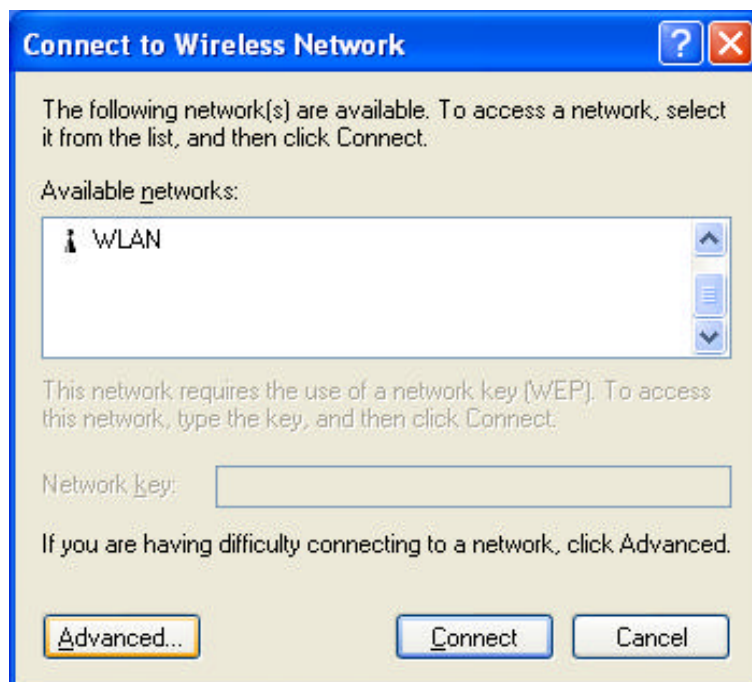 Connect to Wireless Network
The following network(s) are available. To access a network, select
it from the list, and then click Connect.
Available networks:
WLAN
This network requires the use of a network key (WEP). To access
this network, type the key, and then click Connect.
Network key:
If you are having difficulty connecting to a network, click Advanced.
Advanced... Connect Cancel